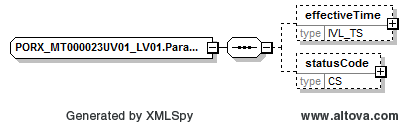 effectiveTime
type IVL_TS
PORX_MT000023UV01_LV01.Para...
statusCode
type CS
Generated by XMLSpy
www.altova.com